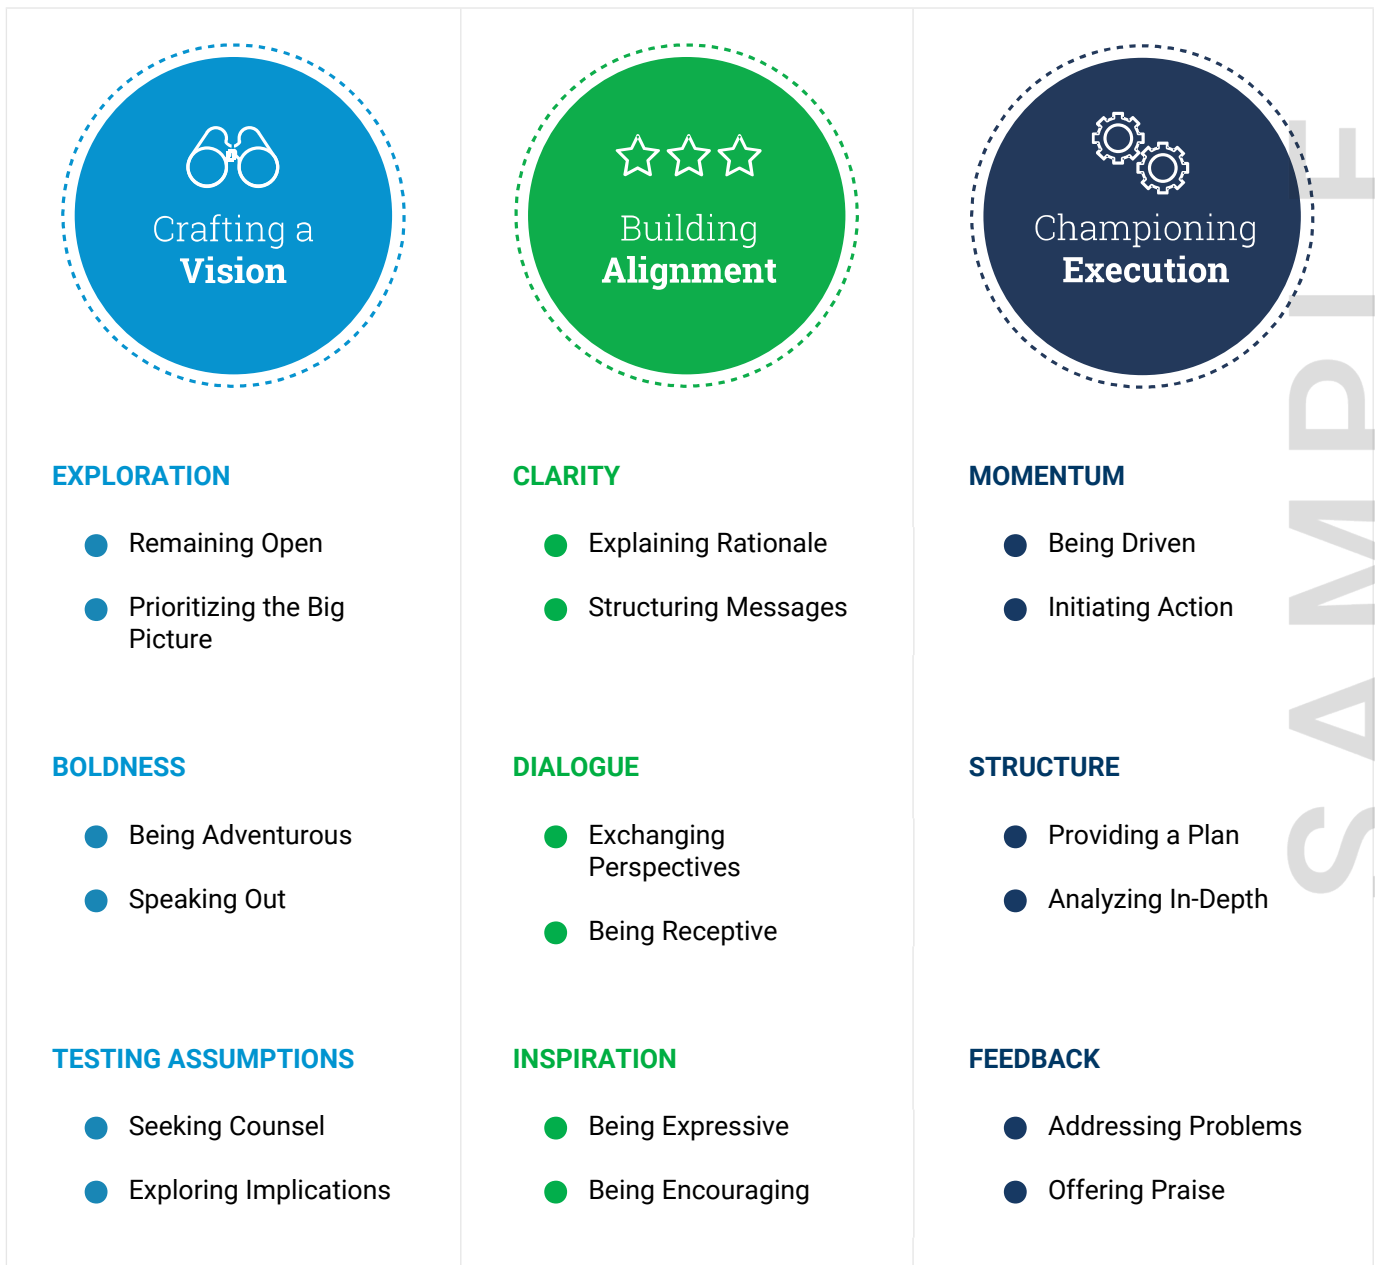 Crafting a
Vision
EXPLORATION
Remaining Open
Prioritizing the Big
Picture
BOLDNESS
Being Adventurous
Speaking Out
TESTING ASSUMPTIONS
Seeking Counsel
Exploring Implications
Building
Alignment
CLARITY
Explaining Rationale
Structuring Messages
DIALOGUE
Exchanging
Perspectives
Being Receptive
INSPIRATION
Being Expressive
Being Encouraging
Championing
Execution
MOMENTUM
Being Driven
Initiating Action
STRUCTURE
Providing a Plan
Analyzing In-Depth
FEEDBACK
Addressing Problems
Offering Praise
SAMPLE